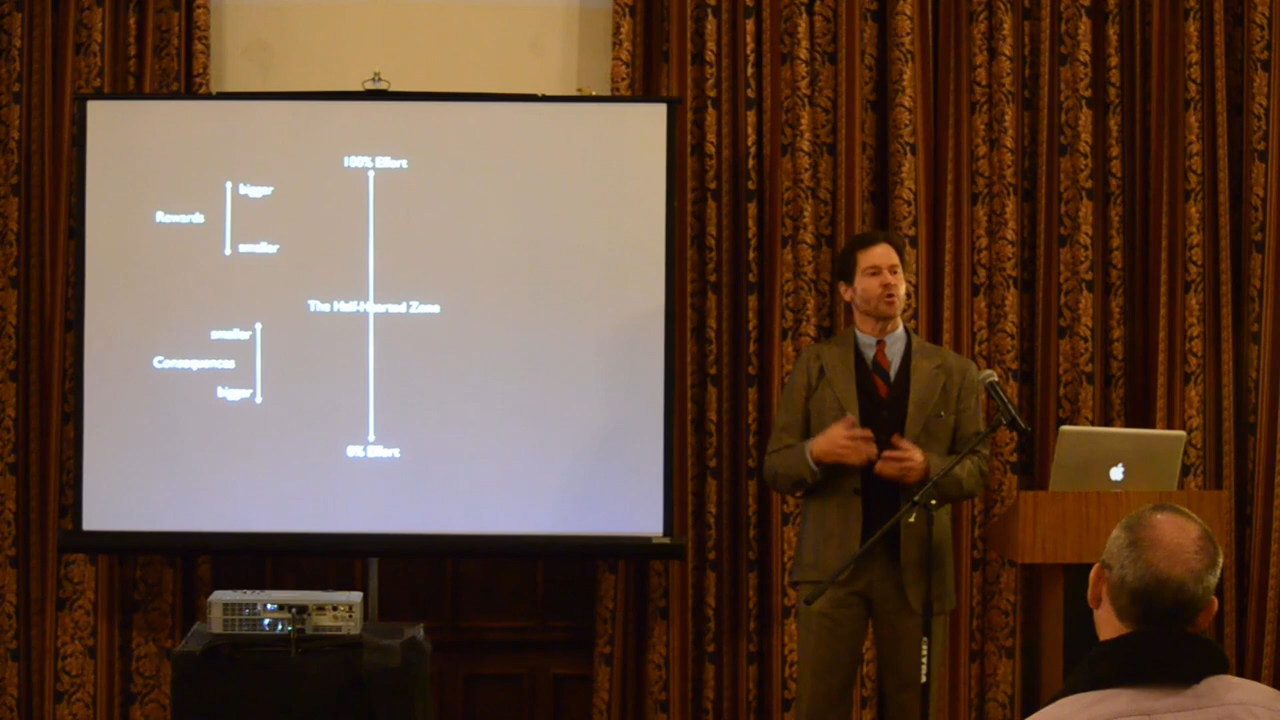 100% Effort
bigger
Rewards
smaller
The Half-Hearted Zone
smaller
Consequences
bigger
0% Effort